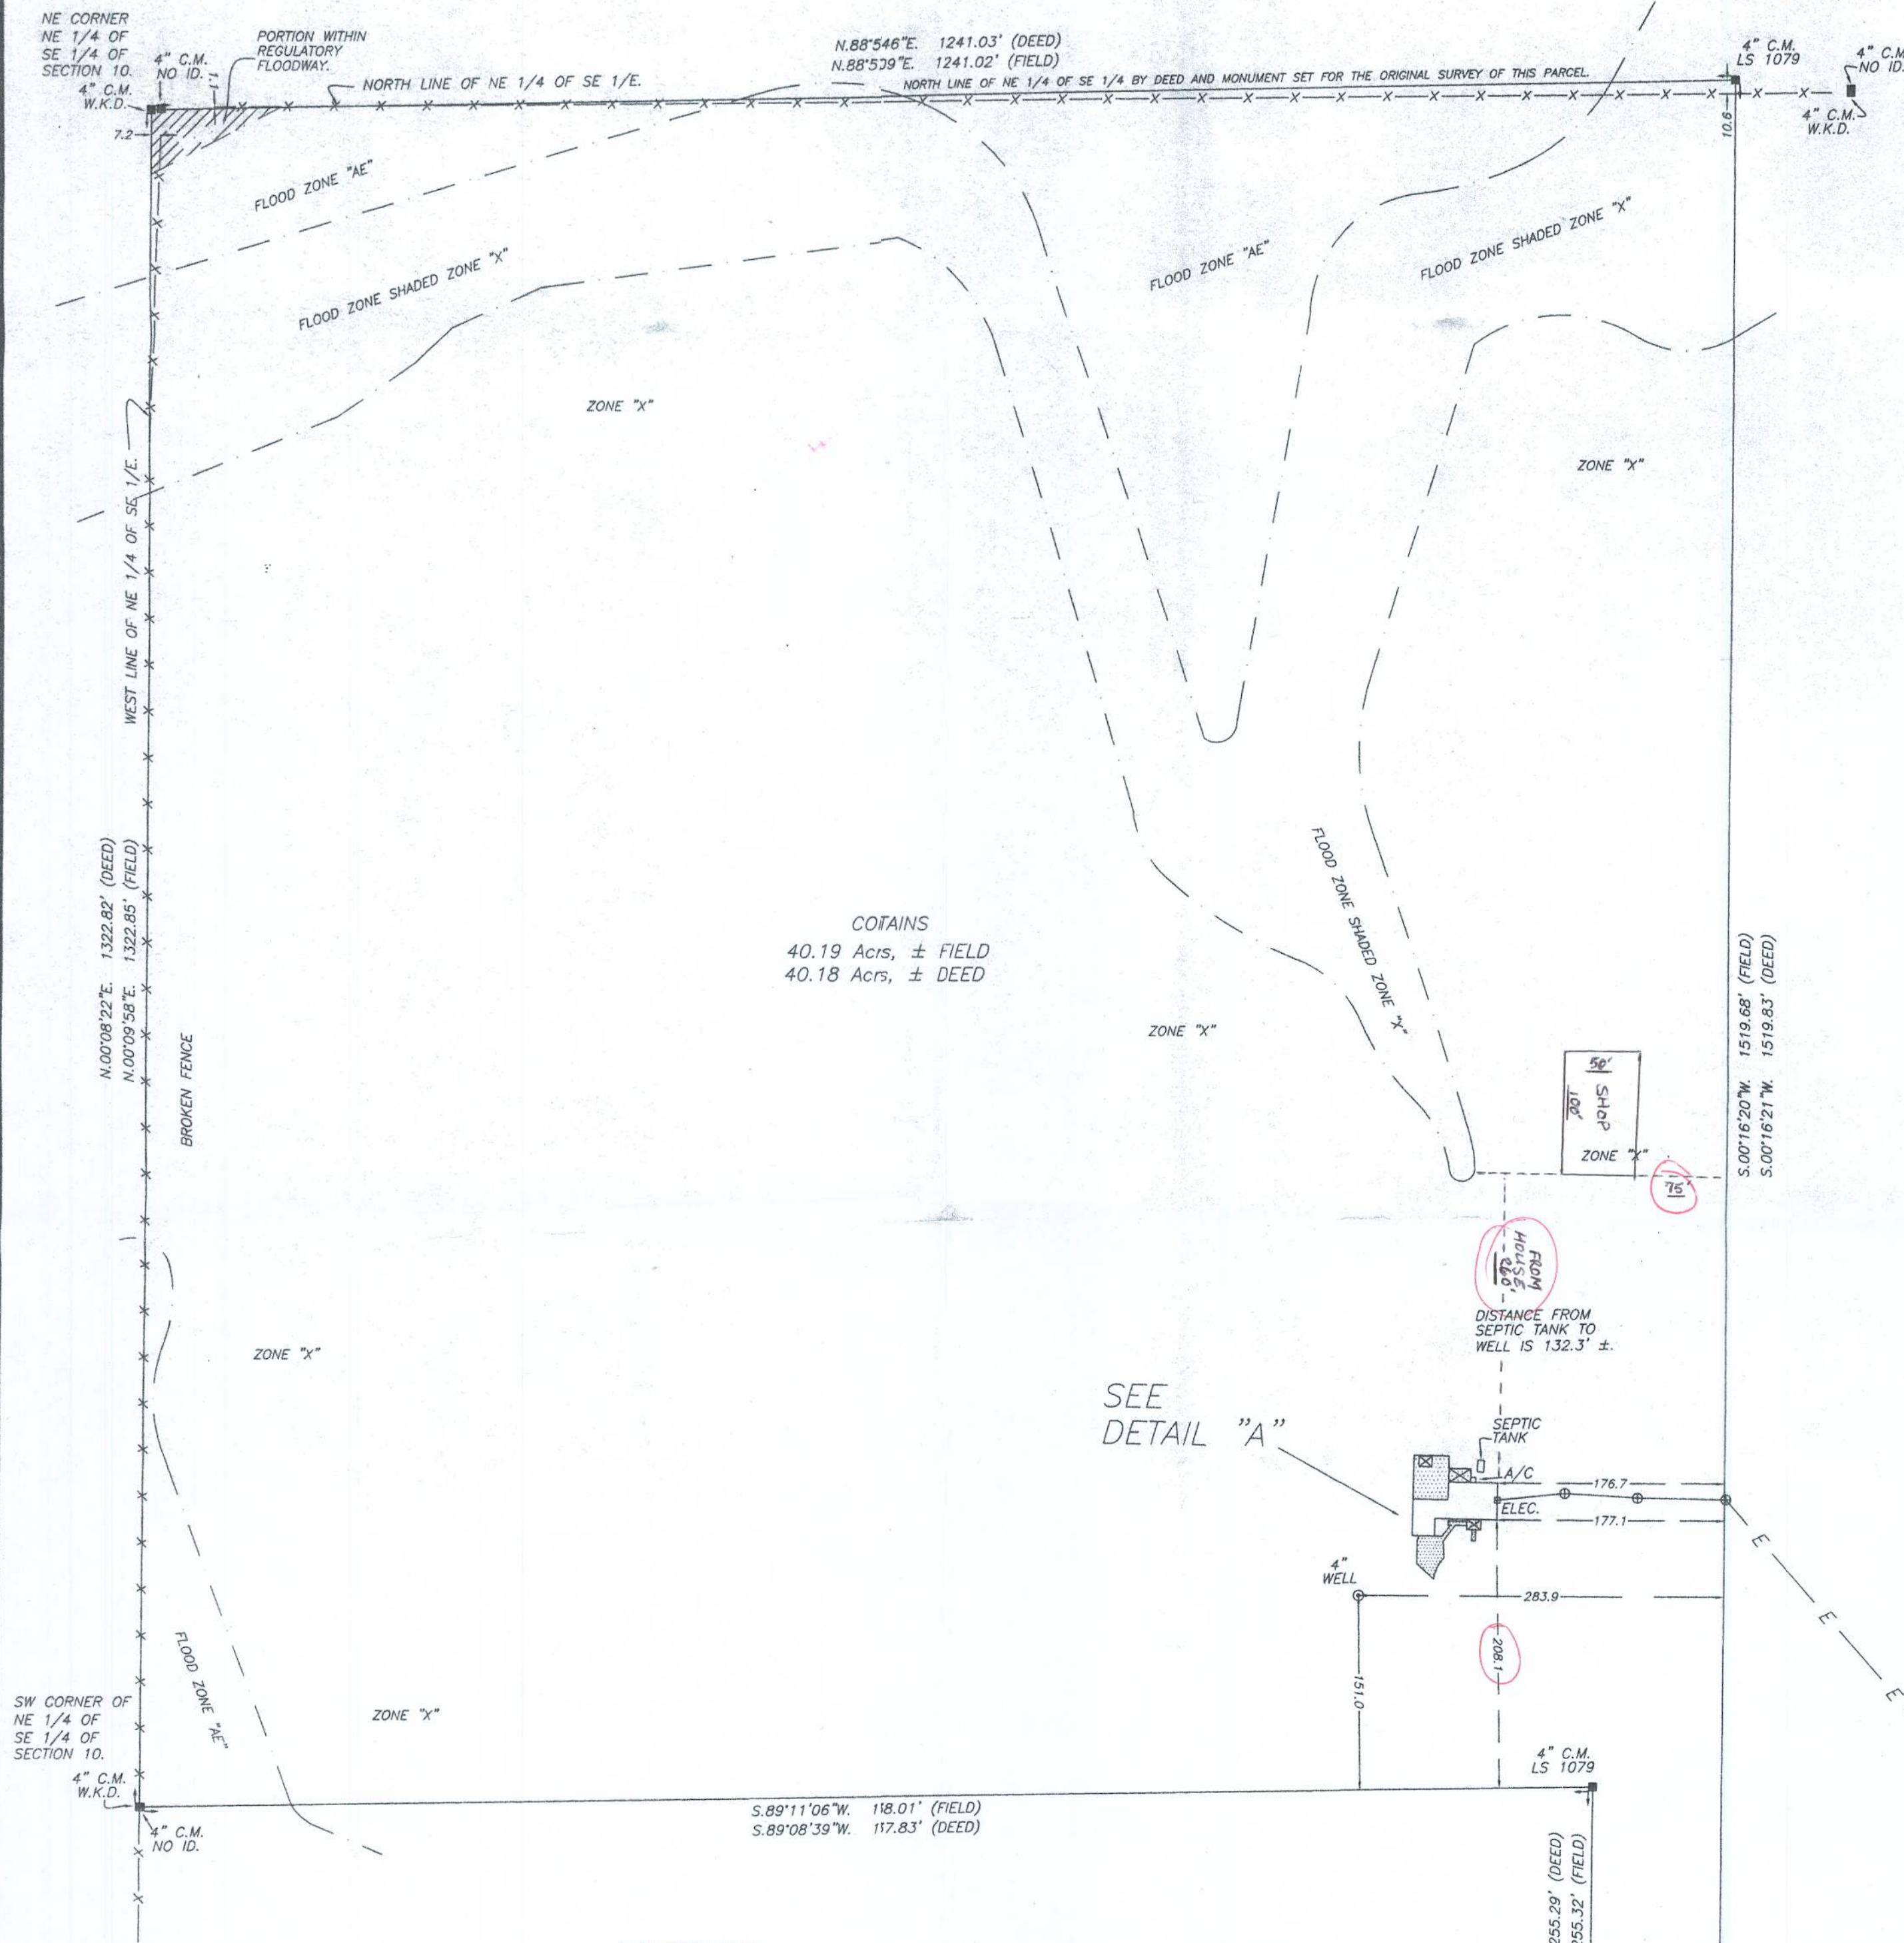 NE CORNER
NE 1/4 OF
SE 1/4 OF
SECTION 10.
4" C.M.
W.K.D.
4" C.M.
NO ID.
1.1
7.2
PORTION WITHIN
REGULATORY
FLOODWAY.
NORTH LINE OF NE 1/4 OF SE 1/E.
N.88°546"E. 1241.03' (DEED)
N.88°539"E. 1241.02' (FIELD)
NORTH LINE OF NE 1/4 OF SE 1/4 BY DEED AND MONUMENT SET FOR THE ORIGINAL SURVEY OF THIS PARCEL.
4" C.M.
LS 1079
4" C.M.
NO ID.
4" C.M.
W.K.D.
10.6
FLOOD ZONE "AE"
FLOOD ZONE SHADED ZONE "X"
FLOOD ZONE "AE"
FLOOD ZONE SHADED ZONE "X"
ZONE "X"
ZONE "X"
WEST LINE OF NE 1/4 OF SE 1/E.
N.00°08'22"E. 1322.82' (DEED)
N.00°09'58"E. 1322.85' (FIELD)
BROKEN FENCE
COTAINS
40.19 Acrs, ± FIELD
40.18 Acrs, ± DEED
FLOOD ZONE SHADED ZONE "X"
ZONE "X"
S.00°16'20"W. 1519.68' (FIELD)
S.00°16'21"W. 1519.83' (DEED)
50'
SHOP
100'
ZONE "X"
75'
FROM
HOUSE,
260'
DISTANCE FROM
SEPTIC TANK TO
WELL IS 132.3' ±.
ZONE "X"
SEE
DETAIL "A"
SEPTIC
TANK
A/C
176.7
ELEC.
177.1
E
E
E
4"
WELL
283.9
208.1
151.0
FLOOD ZONE "AE"
ZONE "X"
SW CORNER OF
NE 1/4 OF
SE 1/4 OF
SECTION 10.
4" C.M.
W.K.D.
4" C.M.
NO ID.
4" C.M.
LS 1079
S.89°11'06"W. 118.01' (FIELD)
S.89°08'39"W. 117.83' (DEED)
255.29' (DEED)
255.32' (FIELD)